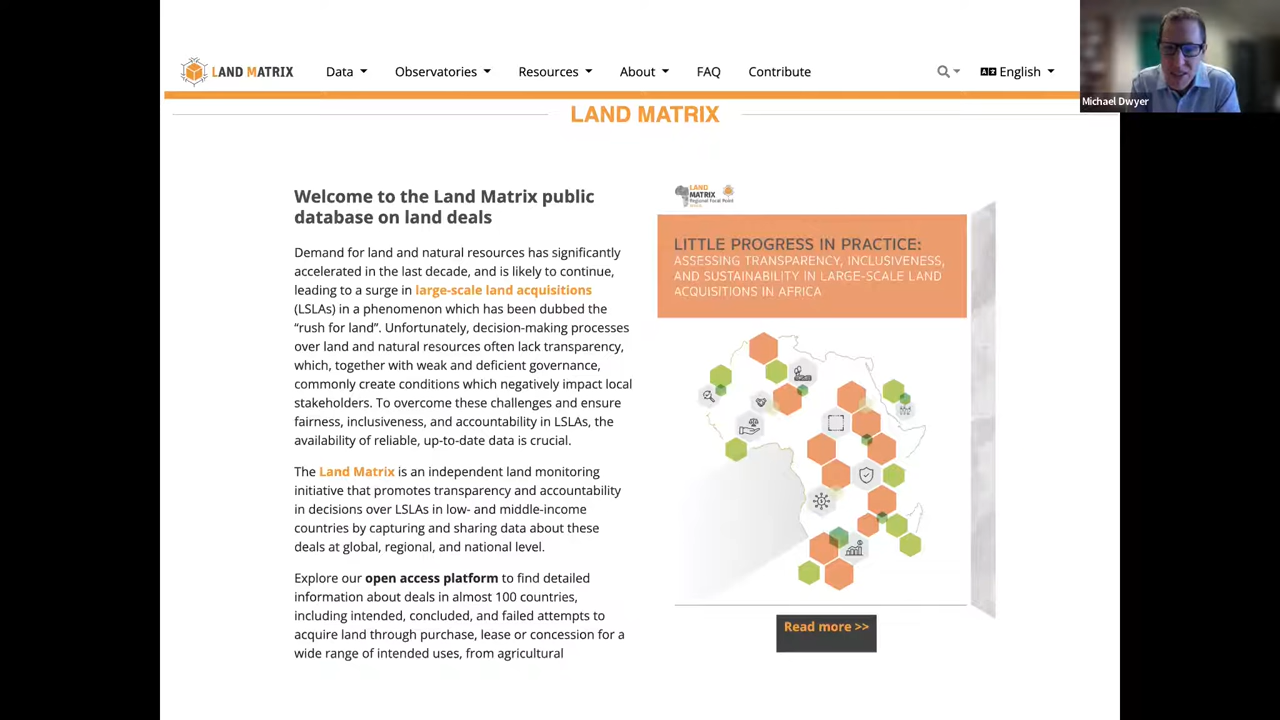 LAND MATRIX
Data
Observatories
Resources
About
FAQ
Contribute
English
Michael Dwyer
LAND MATRIX
Welcome to the Land Matrix public
database on land deals
Demand for land and natural resources has significantly
accelerated in the last decade, and is likely to continue,
leading to a surge in large-scale land acquisitions
(LSLAs) in a phenomenon which has been dubbed the
“rush for land”. Unfortunately, decision-making processes
over land and natural resources often lack transparency,
which, together with weak and deficient governance,
commonly create conditions which negatively impact local
stakeholders. To overcome these challenges and ensure
fairness, inclusiveness, and accountability in LSLAs, the
availability of reliable, up-to-date data is crucial.
The Land Matrix is an independent land monitoring
initiative that promotes transparency and accountability
in decisions over LSLAs in low- and middle-income
countries by capturing and sharing data about these
deals at global, regional, and national level.
Explore our open access platform to find detailed
information about deals in almost 100 countries,
including intended, concluded, and failed attempts to
acquire land through purchase, lease or concession for a
wide range of intended uses, from agricultural
LAND
MATRIX
Regional Focal Point
LITTLE PROGRESS IN PRACTICE:
ASSESSING TRANSPARENCY, INCLUSIVENESS,
AND SUSTAINABILITY IN LARGE-SCALE LAND
ACQUISITIONS IN AFRICA
Read more >>